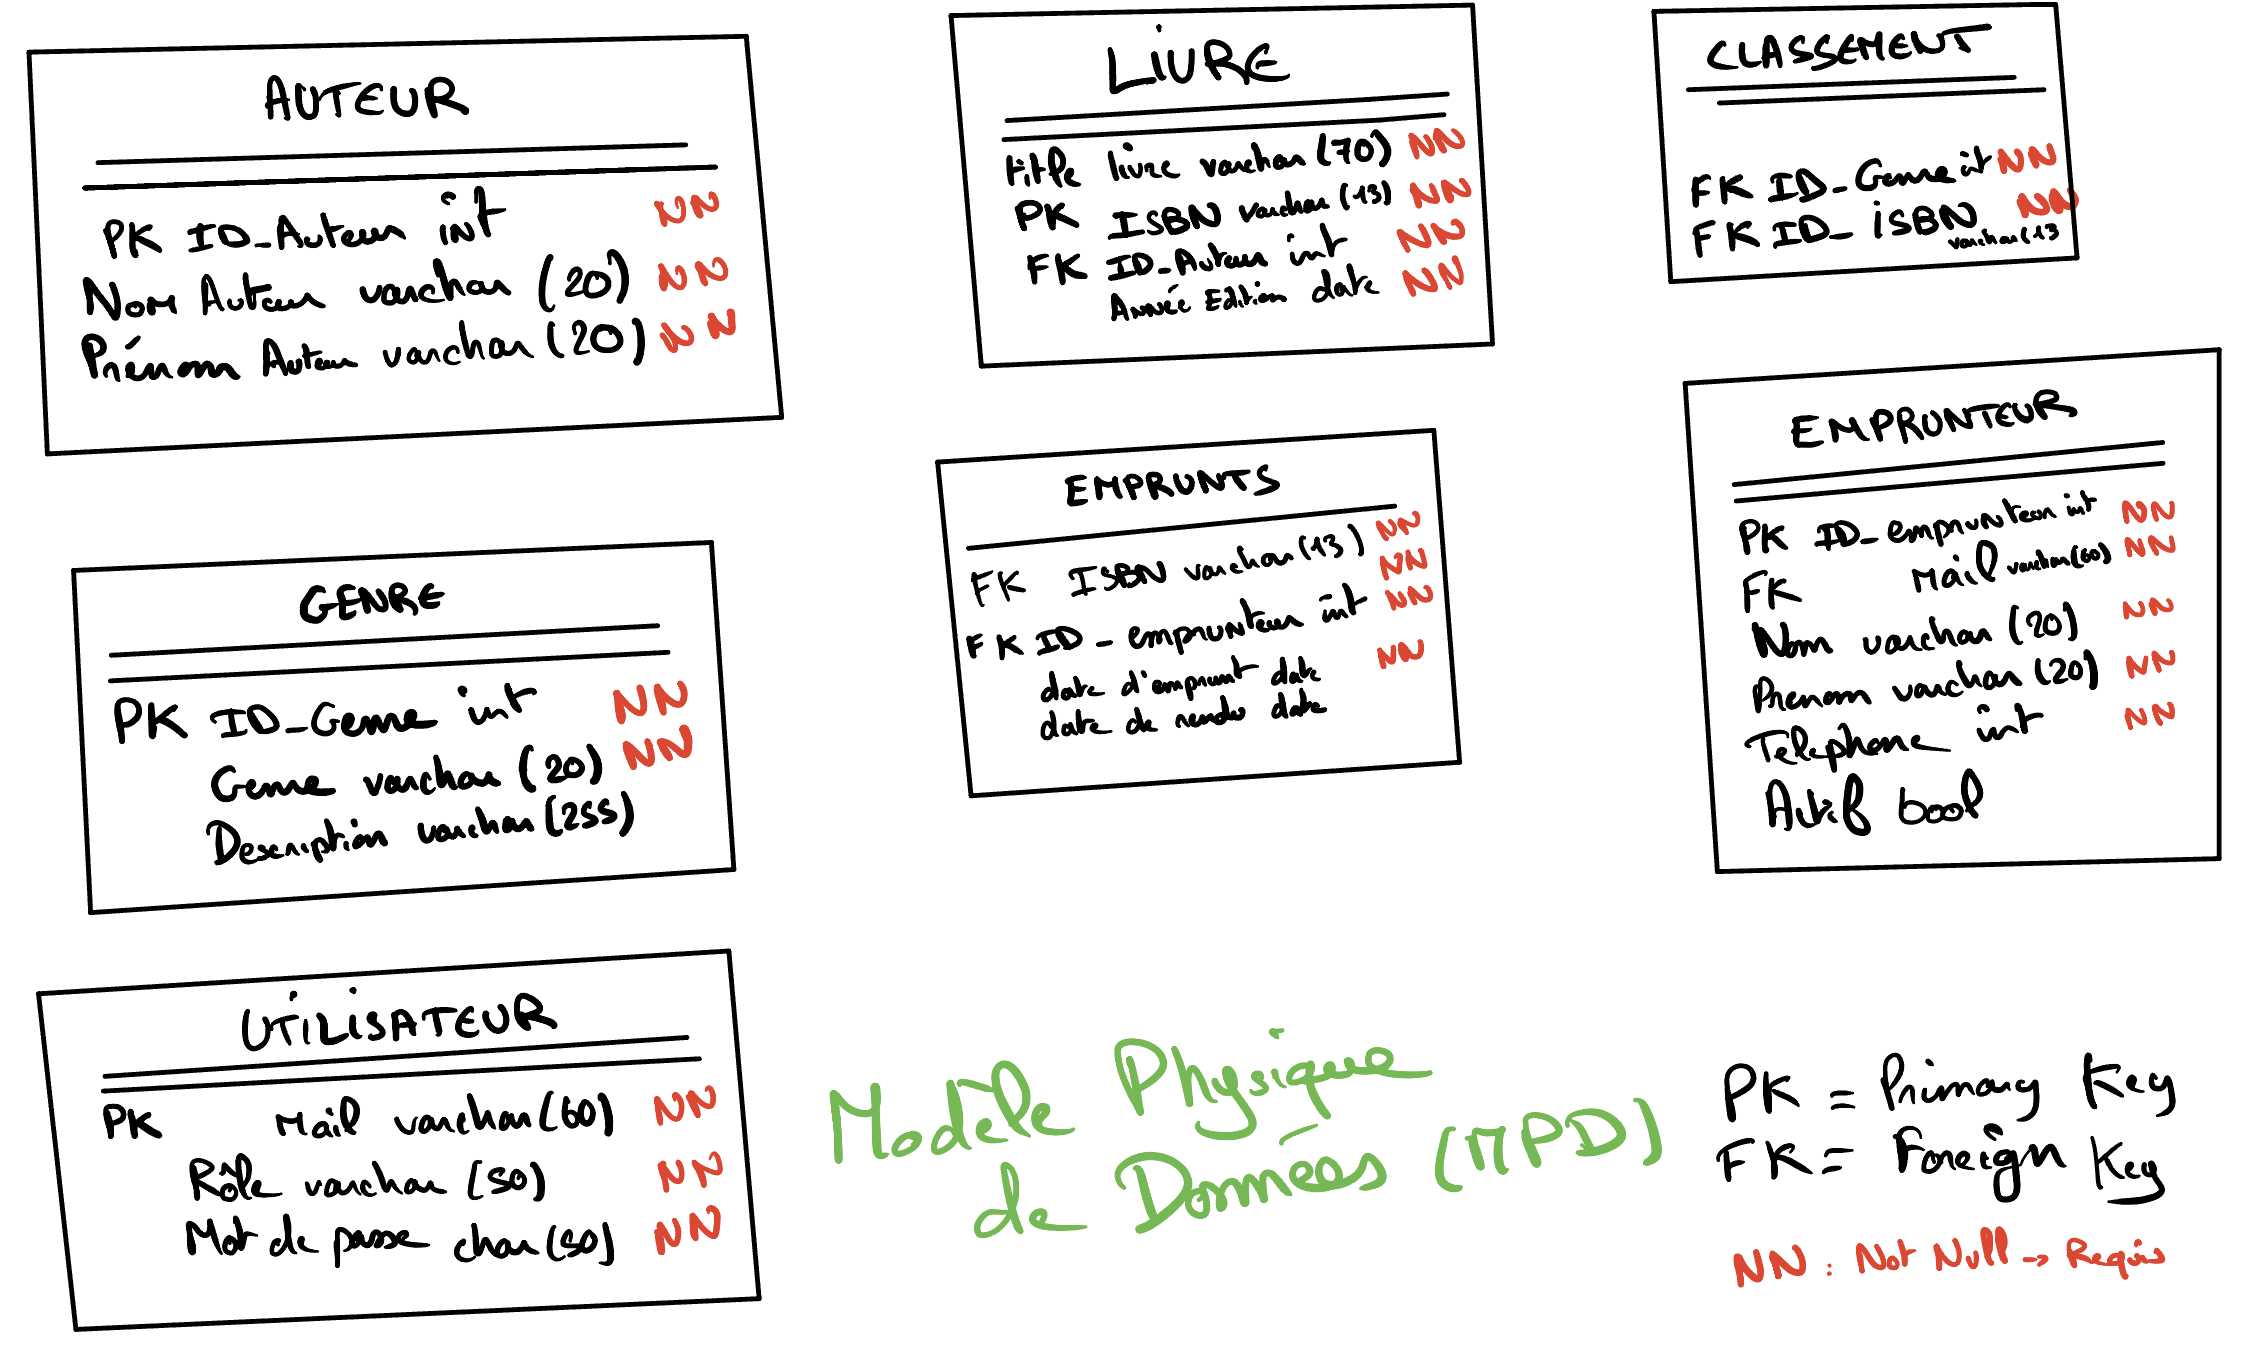 AUTEUR
PK ID_Auteur int NN
Nom Auteur varchar (20) NN
Prénom Auteur varchar (20) NN
LIVRE
title livre varchar (70) NN
PK ISBN varchar (13) NN
FK ID_Auteur int NN
Année Edition date NN
CLASSEMENT
FK ID_Genre int NN
FK ID_iSBN NN
varchar (13
GENRE
PK ID_Genre int NN
Genre varchar (20) NN
Description varchar (255)
EMPRUNTS
FK ISBN varchar (13) NN
NN
FK ID_emprunteur int NN
date d'emprunt date NN
date de rendu date
EMPRUNTEUR
PK ID_emprunteur int NN
FK Mail varchar (60) NN
Nom varchar (20) NN
Prenom varchar (20) NN
Telephone int NN
Actif bool
UTiLiSATEUR
PK Mail varchar (60) NN
Rôle varchar (50) NN
Mot de passe char (50) NN
Modèle Physique
de Données (MPD)
PK = Primary Key
FK = Foreign Key
NN : Not Null → Requis